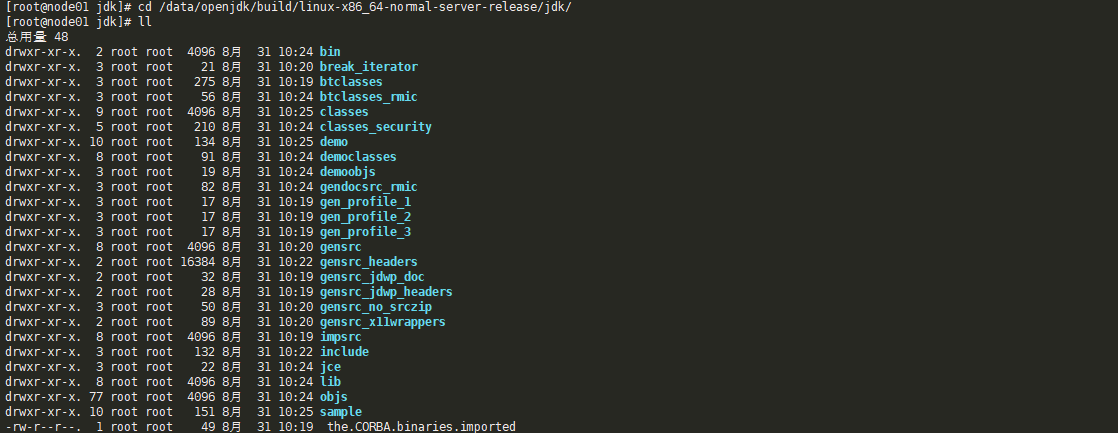 [root@node01 jdk]# cd /data/openjdk/build/linux-x86_64-normal-server-release/jdk/
[root@node01 jdk]# ll
总用量 48
drwxr-xr-x.  2 root root  4096 8月  31 10:24 bin
drwxr-xr-x.  3 root root    21 8月  31 10:20 break_iterator
drwxr-xr-x.  3 root root   275 8月  31 10:19 btclasses
drwxr-xr-x.  3 root root    56 8月  31 10:24 btclasses_rmic
drwxr-xr-x.  9 root root  4096 8月  31 10:25 classes
drwxr-xr-x.  5 root root   210 8月  31 10:24 classes_security
drwxr-xr-x. 10 root root   134 8月  31 10:25 demo
drwxr-xr-x.  8 root root    91 8月  31 10:24 democlasses
drwxr-xr-x.  3 root root    19 8月  31 10:24 demoobjs
drwxr-xr-x.  3 root root    82 8月  31 10:24 gendocsrc_rmic
drwxr-xr-x.  3 root root    17 8月  31 10:19 gen_profile_1
drwxr-xr-x.  3 root root    17 8月  31 10:19 gen_profile_2
drwxr-xr-x.  3 root root    17 8月  31 10:19 gen_profile_3
drwxr-xr-x.  8 root root  4096 8月  31 10:20 gensrc
drwxr-xr-x.  2 root root 16384 8月  31 10:22 gensrc_headers
drwxr-xr-x.  2 root root    32 8月  31 10:19 gensrc_jdwp_doc
drwxr-xr-x.  2 root root    28 8月  31 10:19 gensrc_jdwp_headers
drwxr-xr-x.  3 root root    50 8月  31 10:20 gensrc_no_srczip
drwxr-xr-x.  2 root root    89 8月  31 10:20 gensrc_x11wrappers
drwxr-xr-x.  8 root root  4096 8月  31 10:19 impsrc
drwxr-xr-x.  3 root root   132 8月  31 10:22 include
drwxr-xr-x.  3 root root    22 8月  31 10:24 jce
drwxr-xr-x.  8 root root  4096 8月  31 10:24 lib
drwxr-xr-x. 77 root root  4096 8月  31 10:24 objs
drwxr-xr-x. 10 root root   151 8月  31 10:25 sample
-rw-r--r--.  1 root root    49 8月  31 10:19 _the.CORBA.binaries.imported